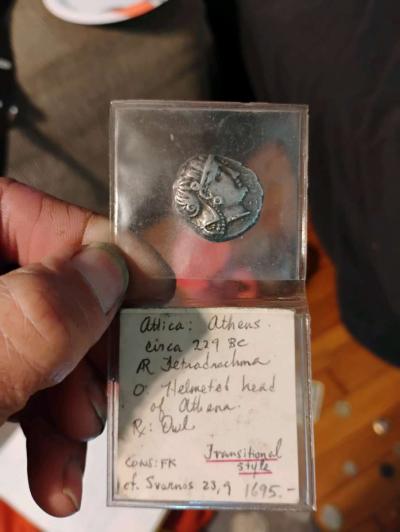 Attica: Athens.
circa 229 BC
AR Tetradrachma
O: Helmeted head
of Athena.
R: Owl
Transitional
style
CONS: FK
cf. Svoronos 23,9 1695.-